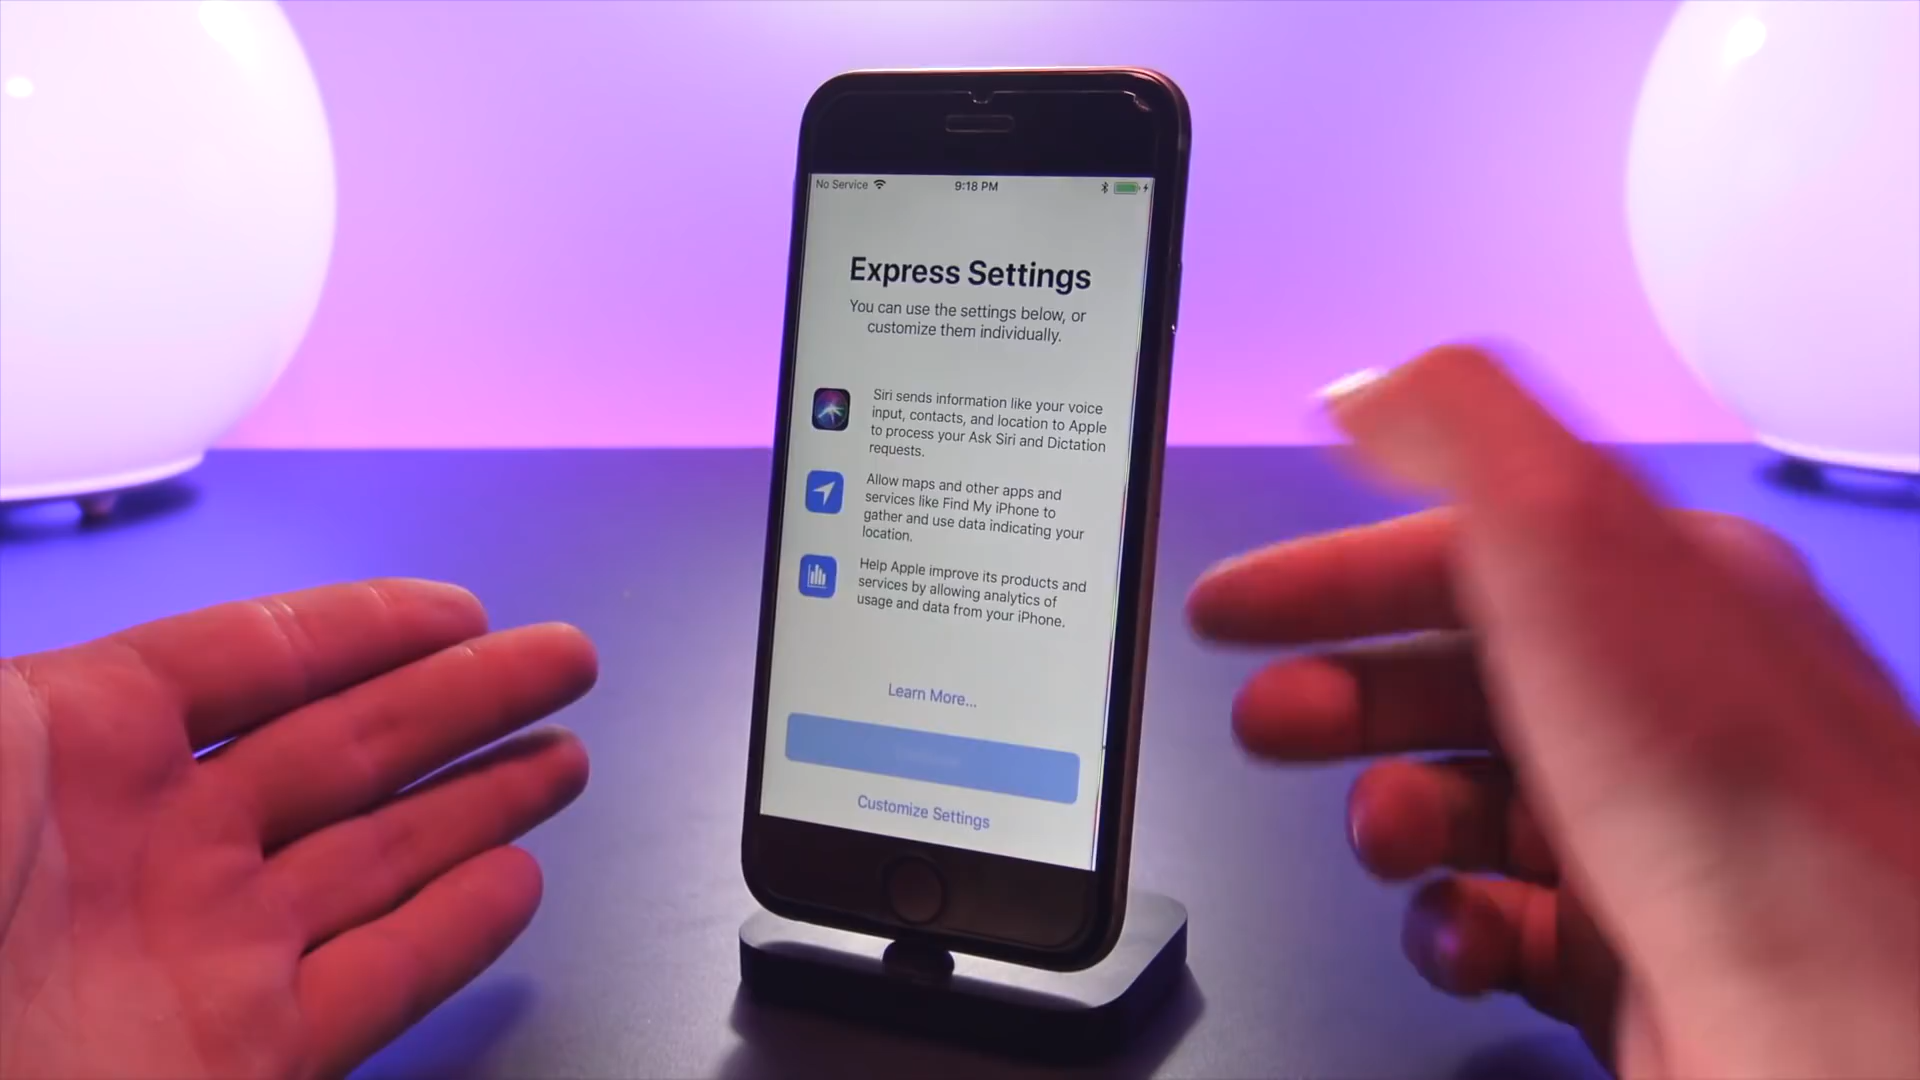 No Service
9:18 PM
Express Settings
You can use the settings below, or
customize them individually.
Siri sends information like your voice
input, contacts, and location to Apple
to process your Ask Siri and Dictation
requests.
Allow maps and other apps and
services like Find My iPhone to
gather and use data indicating your
location.
Help Apple improve its products and
services by allowing analytics of
usage and data from your iPhone.
Learn More...
Customize Settings